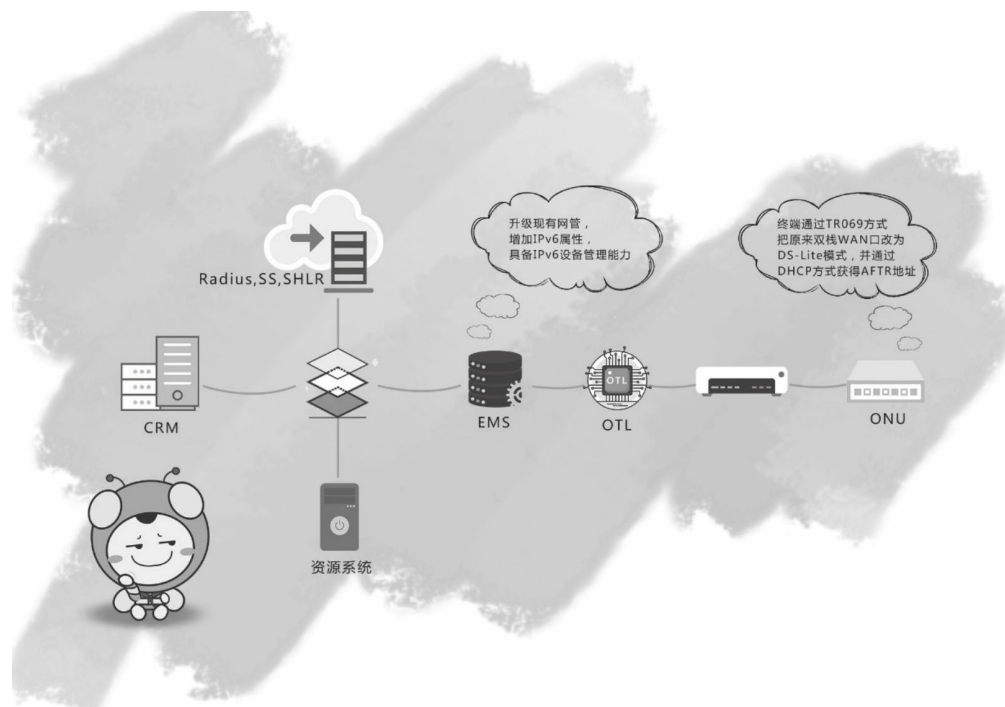 升级现有网管，
增加IPv6属性，
具备IPv6设备管理能力
终端通过TR069方式
把原来双栈WAN口改为
DS-Lite模式，并通过
DHCP方式获得AFTR地址
Radius,SS,SHLR
CRM
EMS
OTL
OTL
ONU
资源系统